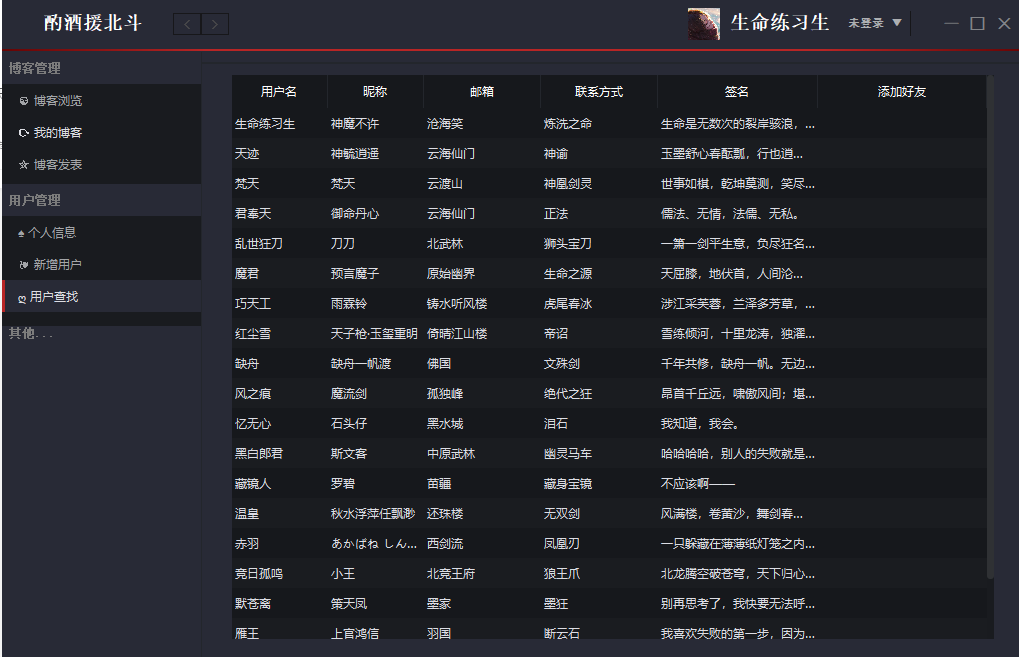 酌酒援北斗
生命练习生 未登录
博客管理
博客浏览
我的博客
博客发表
用户管理
个人信息
新增用户
用户查找
其他...
用户名 昵称 邮箱 联系方式 签名 添加好友
生命练习生 神魔不许 沧海笑 炼洗之命 生命是无数次的裂岸骇浪，...
天迹 神毓逍遥 云海仙门 神谕 玉墨舒心春酝瓢，行也逍...
梵天 梵天 云渡山 神凰剑灵 世事如棋，乾坤莫测，笑尽...
君奉天 御命丹心 云海仙门 正法 儒法、无情，法儒、无私。
乱世狂刀 刀刀 北武林 狮头宝刀 一箫一剑平生意，负尽狂名...
魔君 预言魔子 原始幽界 生命之源 天屈膝，地伏首，人间沦...
巧天工 雨霖铃 铸水听风楼 虎尾春冰 涉江采芙蓉，兰泽多芳草，...
红尘雪 天子枪·玉玺重明 倚晴江山楼 帝诏 雪练倾河，十里龙涛，独濯...
缺舟 缺舟一帆渡 佛国 文殊剑 千年共修，缺舟一帆。无边...
风之痕 魔流剑 孤独峰 绝代之狂 昂首千丘远，啸傲风间；堪...
忆无心 石头仔 黑水城 泪石 我知道，我会。
黑白郎君 斯文客 中原武林 幽灵马车 哈哈哈哈，别人的失败就是...
藏镜人 罗碧 苗疆 藏身宝镜 不应该啊——
温皇 秋水浮萍任飘渺 还珠楼 无双剑 风满楼，卷黄沙，舞剑春...
赤羽 あかばね しん... 西剑流 凤凰刃 一只躲藏在薄薄纸灯笼之内...
竞日孤鸣 小王 北竞王府 狼王爪 北龙腾空破苍穹，天下归心...
默苍离 策天凤 墨家 墨狂 别再思考了，我快要无法呼...
雁王 上官鸿信 羽国 断云石 我喜欢失败的第一步，因为...